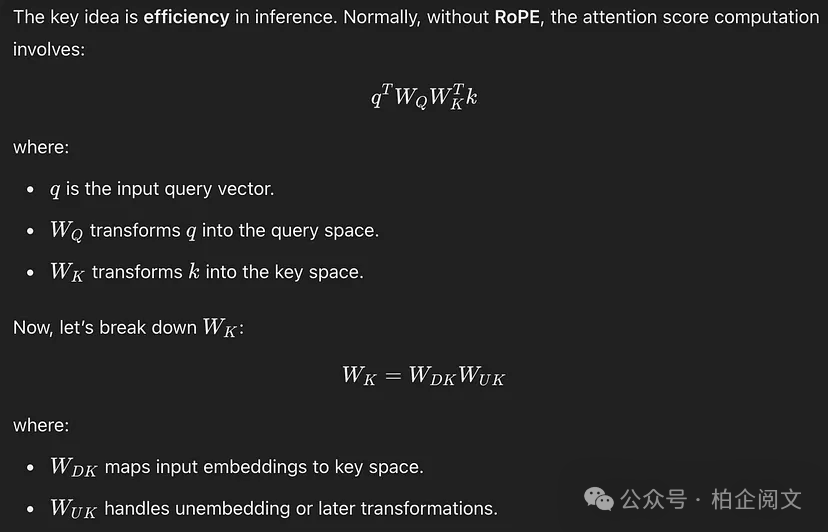 The key idea is efficiency in inference. Normally, without RoPE, the attention score computation
involves:
q^T W_Q W_K^T k
where:
• q is the input query vector.
• W_Q transforms q into the query space.
• W_K transforms k into the key space.
Now, let’s break down W_K:
W_K = W_{DK} W_{UK}
where:
• W_{DK} maps input embeddings to key space.
• W_{UK} handles unembedding or later transformations.
公众号 · 柏企阅文